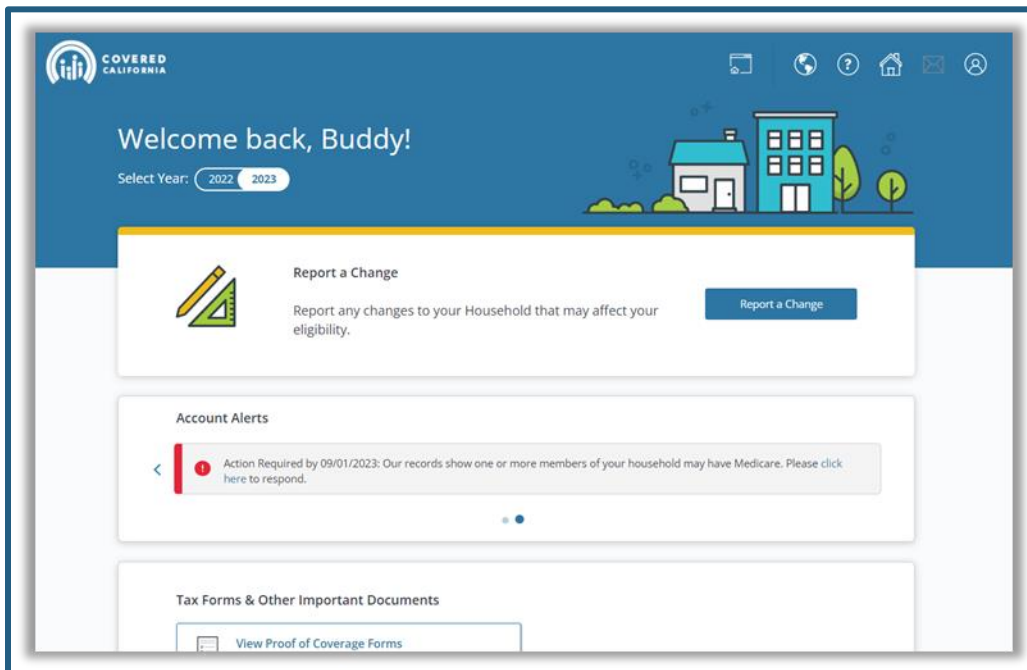 COVERED
CALIFORNIA
Welcome back, Buddy!
Select Year: 2022 2023
Report a Change
Report any changes to your Household that may affect your
eligibility.
Report a Change
Account Alerts
Action Required by 09/01/2023: Our records show one or more members of your household may have Medicare. Please click
here to respond.
Tax Forms & Other Important Documents
View Proof of Coverage Forms